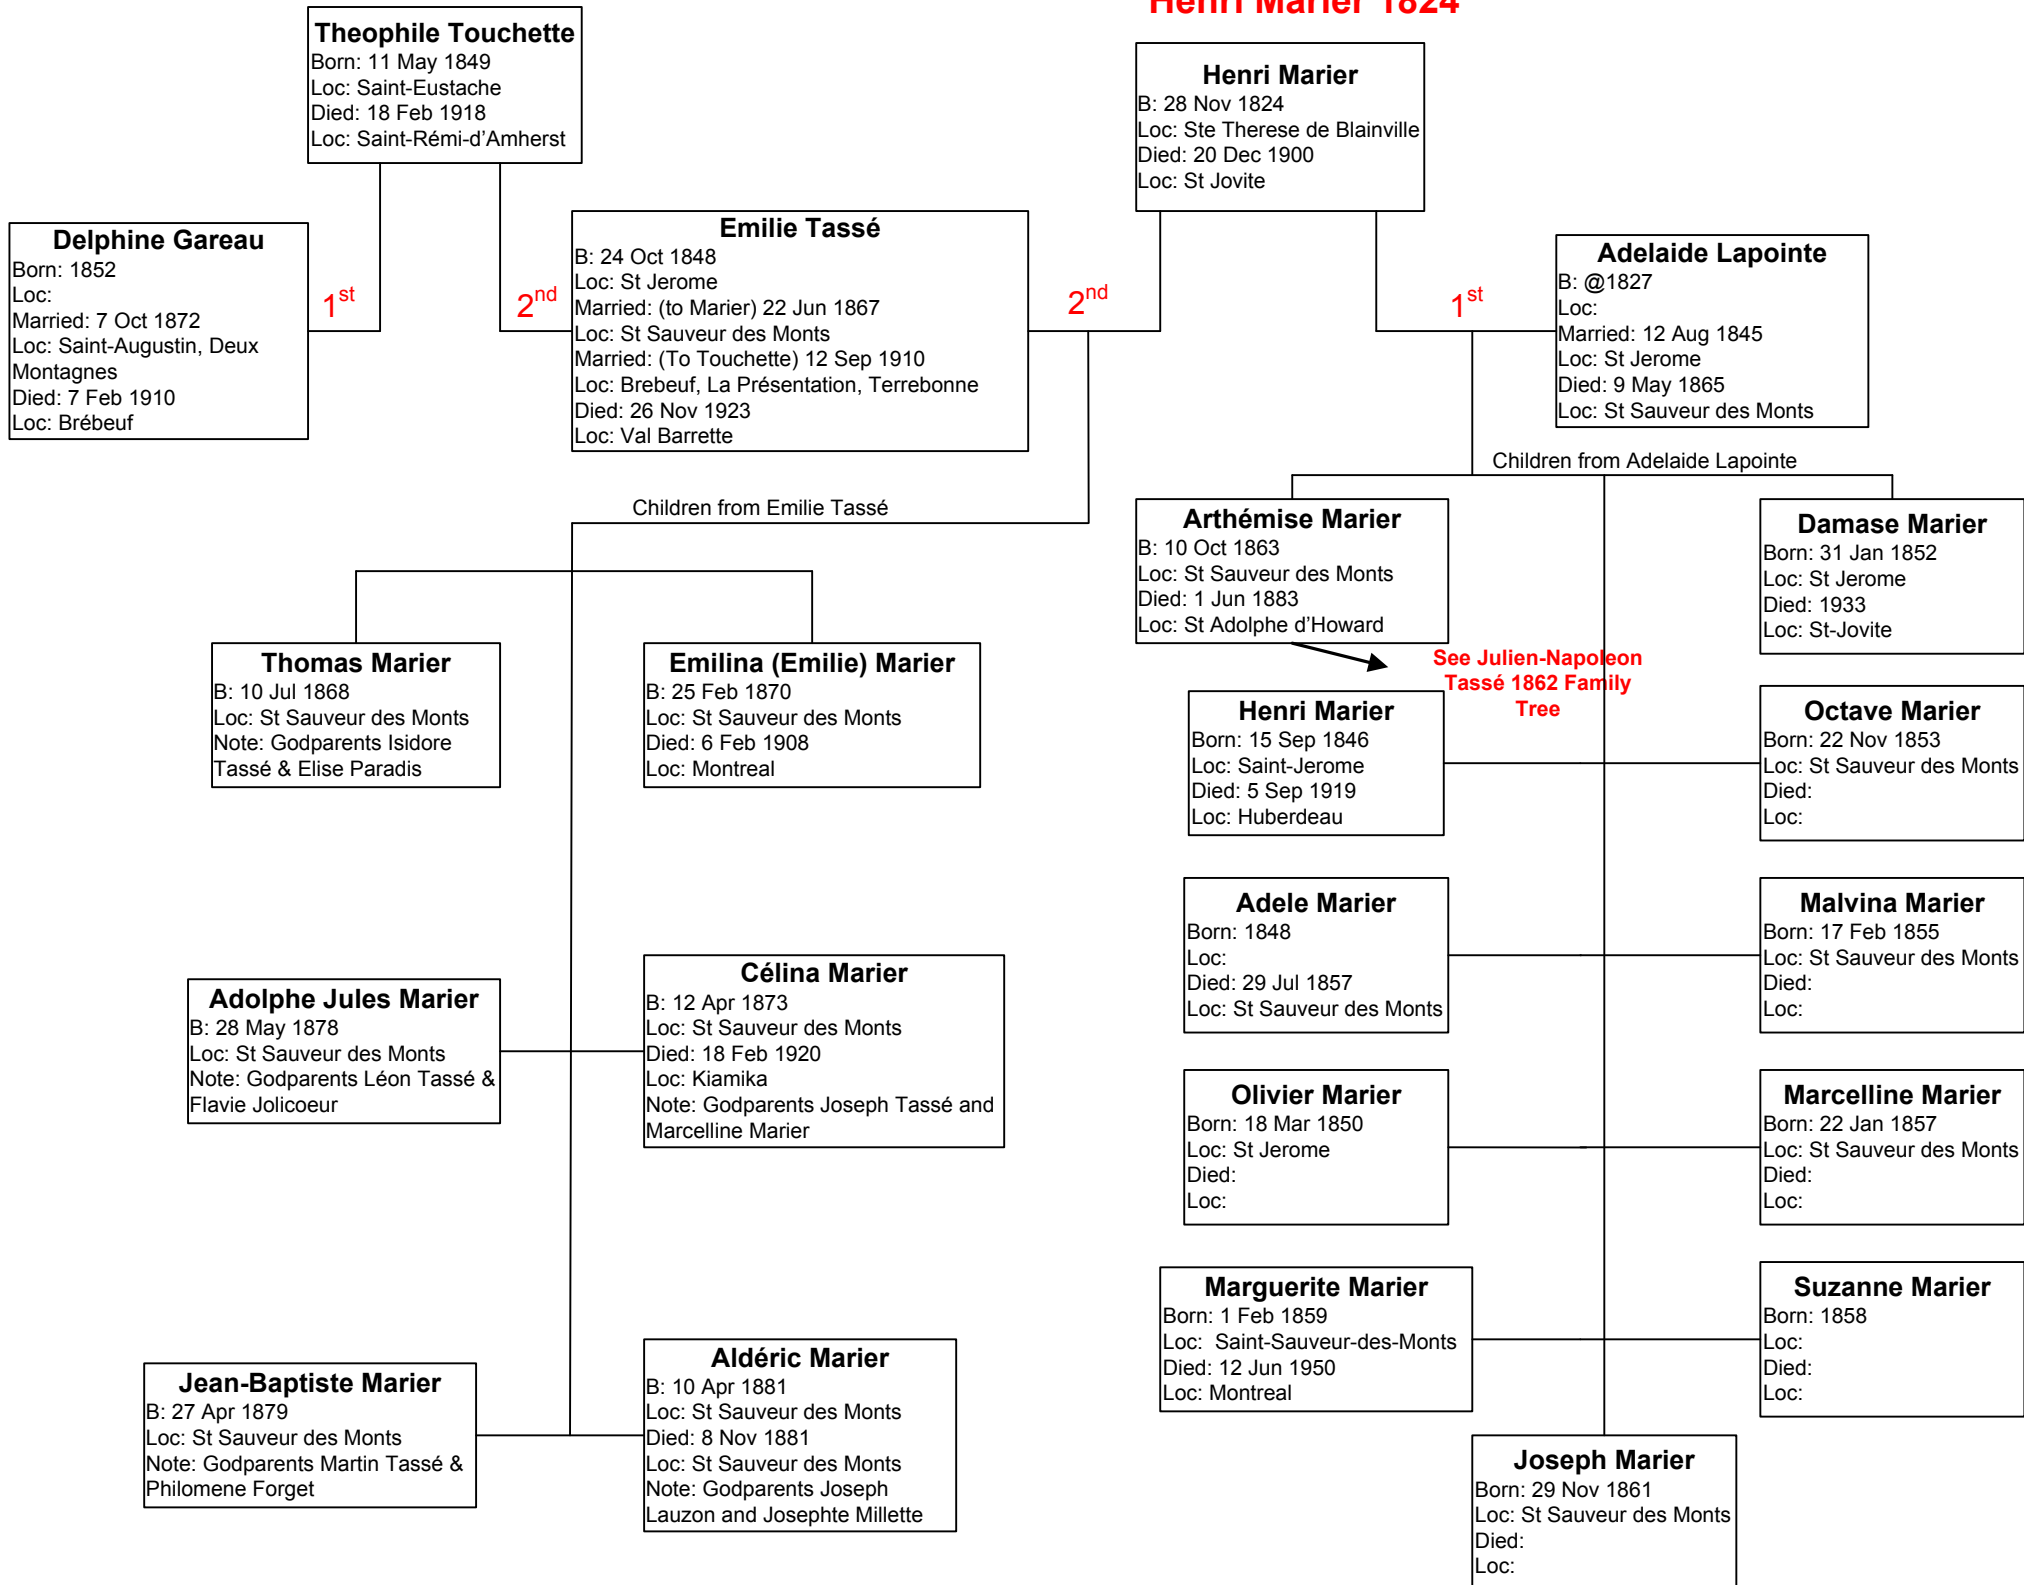 Henri Marier 1824
Theophile Touchette
Born: 11 May 1849
Loc: Saint-Eustache
Died: 18 Feb 1918
Loc: Saint-Rémi-d’Amherst
Henri Marier
B: 28 Nov 1824
Loc: Ste Therese de Blainville
Died: 20 Dec 1900
Loc: St Jovite
Delphine Gareau
Born: 1852
Loc:
Married: 7 Oct 1872
Loc: Saint-Augustin, Deux
Montagnes
Died: 7 Feb 1910
Loc: Brébeuf
1st
2nd
Emilie Tassé
B: 24 Oct 1848
Loc: St Jerome
Married: (to Marier) 22 Jun 1867
Loc: St Sauveur des Monts
Married: (To Touchette) 12 Sep 1910
Loc: Brebeuf, La Présentation, Terrebonne
Died: 26 Nov 1923
Loc: Val Barrette
2nd
1st
Adelaide Lapointe
B: @1827
Loc:
Married: 12 Aug 1845
Loc: St Jerome
Died: 9 May 1865
Loc: St Sauveur des Monts
Children from Emilie Tassé
Thomas Marier
B: 10 Jul 1868
Loc: St Sauveur des Monts
Note: Godparents Isidore
Tassé & Elise Paradis
Emilina (Emilie) Marier
B: 25 Feb 1870
Loc: St Sauveur des Monts
Died: 6 Feb 1908
Loc: Montreal
Adolphe Jules Marier
B: 28 May 1878
Loc: St Sauveur des Monts
Note: Godparents Léon Tassé &
Flavie Jolicoeur
Célina Marier
B: 12 Apr 1873
Loc: St Sauveur des Monts
Died: 18 Feb 1920
Loc: Kiamika
Note: Godparents Joseph Tassé and
Marcelline Marier
Jean-Baptiste Marier
B: 27 Apr 1879
Loc: St Sauveur des Monts
Note: Godparents Martin Tassé &
Philomene Forget
Aldéric Marier
B: 10 Apr 1881
Loc: St Sauveur des Monts
Died: 8 Nov 1881
Loc: St Sauveur des Monts
Note: Godparents Joseph
Lauzon and Josephte Millette
Children from Adelaide Lapointe
Arthémise Marier
B: 10 Oct 1863
Loc: St Sauveur des Monts
Died: 1 Jun 1883
Loc: St Adolphe d’Howard
See Julien-Napoleon
Tassé 1862 Family
Tree
Damase Marier
Born: 31 Jan 1852
Loc: St Jerome
Died: 1933
Loc: St-Jovite
Henri Marier
Born: 15 Sep 1846
Loc: Saint-Jerome
Died: 5 Sep 1919
Loc: Huberdeau
Octave Marier
Born: 22 Nov 1853
Loc: St Sauveur des Monts
Died:
Loc:
Adele Marier
Born: 1848
Loc:
Died: 29 Jul 1857
Loc: St Sauveur des Monts
Malvina Marier
Born: 17 Feb 1855
Loc: St Sauveur des Monts
Died:
Loc:
Olivier Marier
Born: 18 Mar 1850
Loc: St Jerome
Died:
Loc:
Marcelline Marier
Born: 22 Jan 1857
Loc: St Sauveur des Monts
Died:
Loc:
Marguerite Marier
Born: 1 Feb 1859
Loc:  Saint-Sauveur-des-Monts
Died: 12 Jun 1950
Loc: Montreal
Suzanne Marier
Born: 1858
Loc:
Died:
Loc:
Joseph Marier
Born: 29 Nov 1861
Loc: St Sauveur des Monts
Died:
Loc: